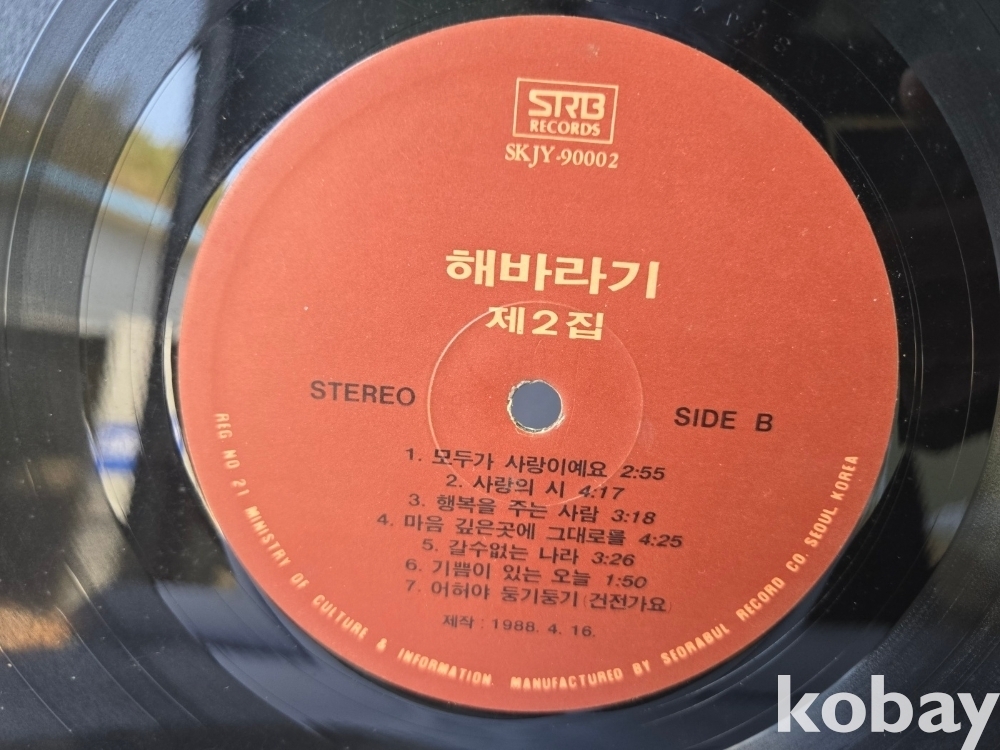 STRB
RECORDS
SKJY-90002
해바라기
제2집
STEREO
SIDE B
1. 모두가 사랑이예요 2:55
2. 사랑의 시 4:17
3. 행복을 주는 사람 3:18
4. 마음 깊은곳에 그대로를 4:25
5. 갈수없는 나라 3:26
6. 기쁨이 있는 오늘 1:50
7. 어허야 둥기둥기 (건전가요)
제작 : 1988. 4. 16.
REG NO 21 MINISTRY OF CULTURE & INFORMATION. MANUFACTURED BY SEORABUL RECORD CO. SEOUL KOREA
kobay